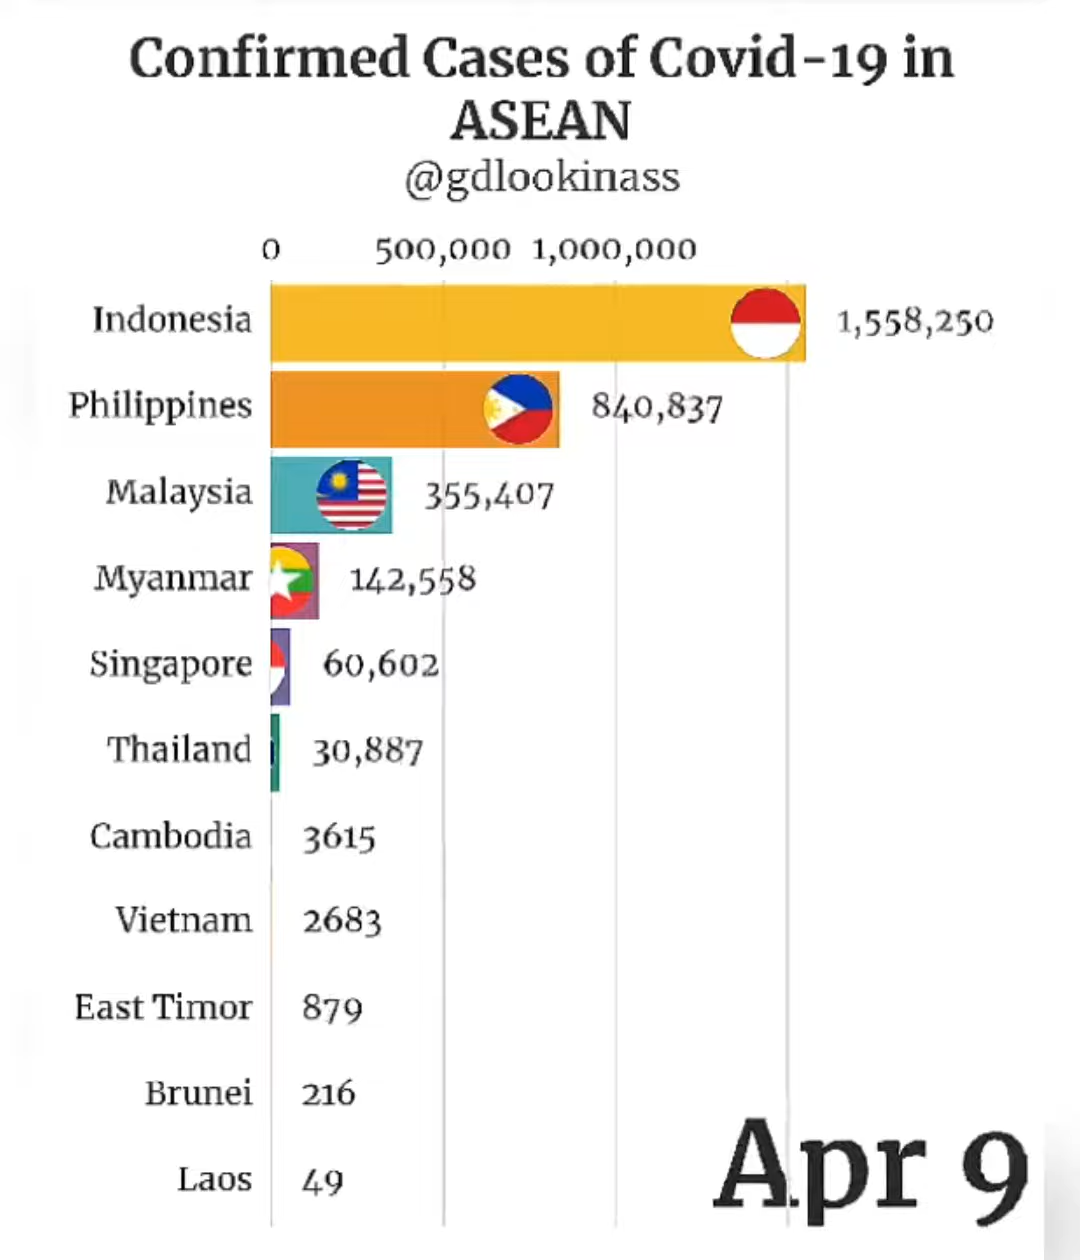 Confirmed Cases of Covid-19 in
ASEAN
@gdlookinass
0 500,000 1,000,000
Indonesia 1,558,250
Philippines 840,837
Malaysia 355,407
Myanmar 142,558
Singapore 60,602
Thailand 30,887
Cambodia 3615
Vietnam 2683
East Timor 879
Brunei 216
Laos 49
Apr 9